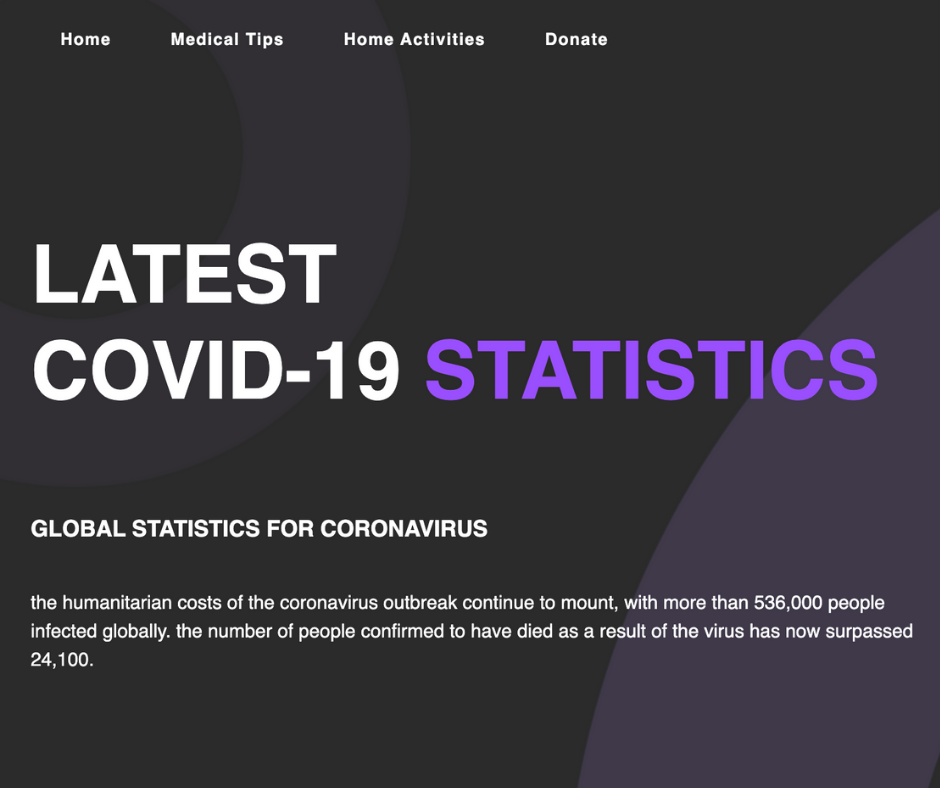 Home Medical Tips Home Activities Donate
LATEST
COVID-19 STATISTICS
GLOBAL STATISTICS FOR CORONAVIRUS
the humanitarian costs of the coronavirus outbreak continue to mount, with more than 536,000 people
infected globally. the number of people confirmed to have died as a result of the virus has now surpassed
24,100.